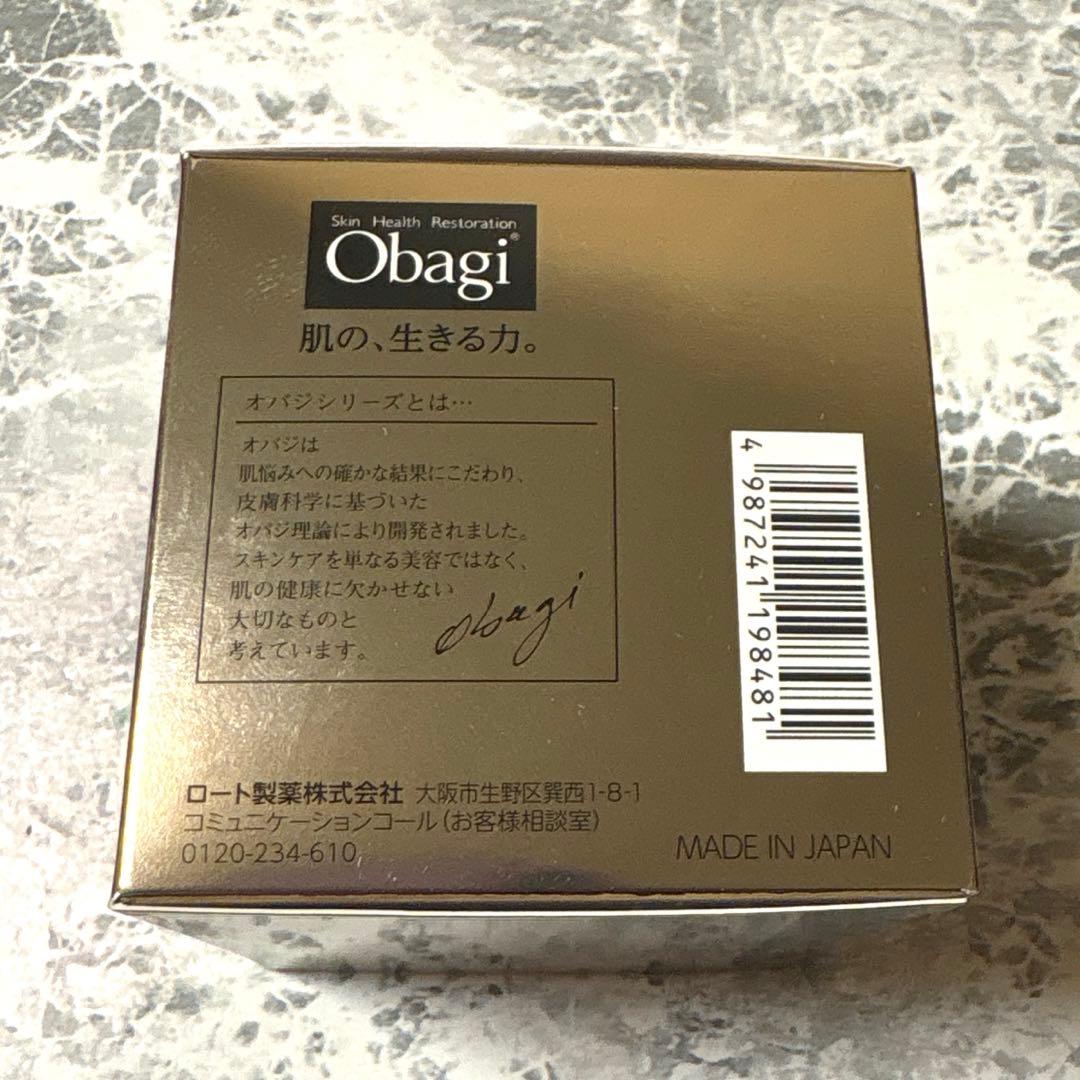 Skin Health Restoration
Obagi®
肌の、生きる力。
オバジシリーズとは…
オバジは
肌悩みへの確かな結果にこだわり、
皮膚科学に基づいた
オバジ理論により開発されました。
スキンケアを単なる美容ではなく、
肌の健康に欠かせない
大切なものと
考えています。
obagi
4 987241 198481
ロート製薬株式会社 大阪市生野区巽西1-8-1
コミュニケーションコール(お客様相談室)
0120-234-610
MADE IN JAPAN